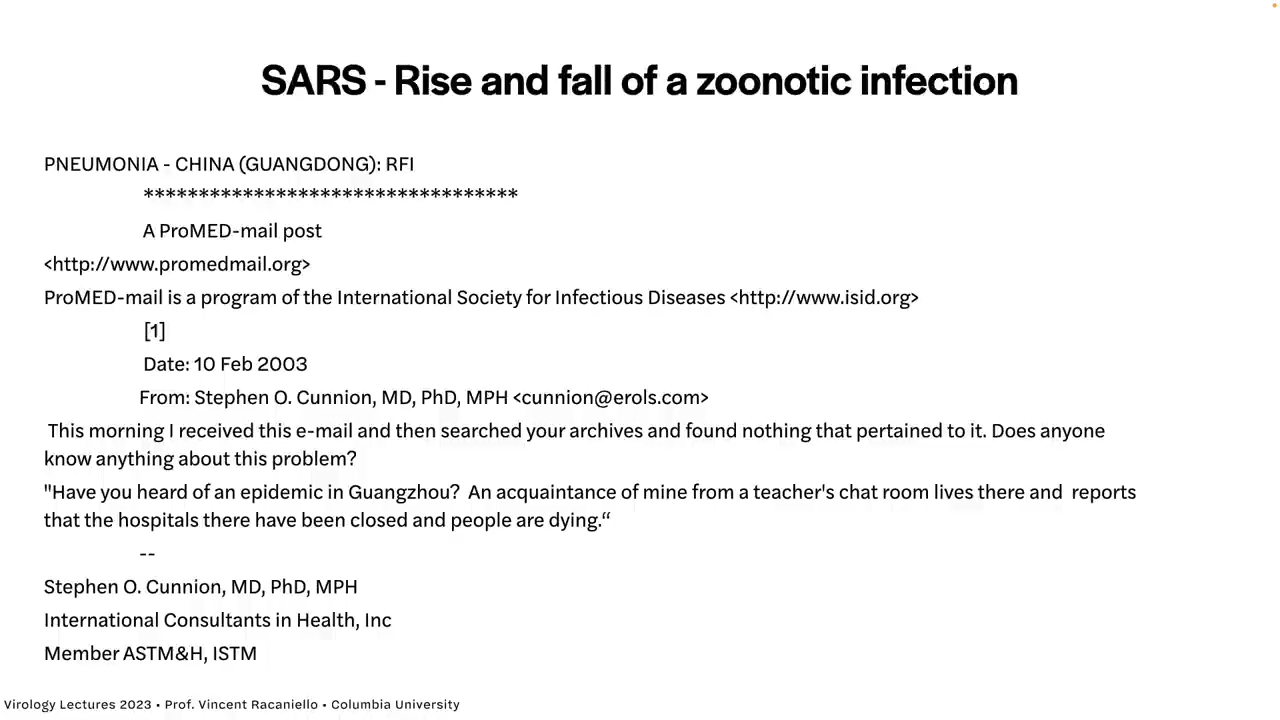 SARS - Rise and fall of a zoonotic infection
PNEUMONIA - CHINA (GUANGDONG): RFI
**********************************
A ProMED-mail post
<http://www.promedmail.org>
ProMED-mail is a program of the International Society for Infectious Diseases <http://www.isid.org>
[1]
Date: 10 Feb 2003
From: Stephen O. Cunnion, MD, PhD, MPH <cunnion@erols.com>
This morning I received this e-mail and then searched your archives and found nothing that pertained to it. Does anyone
know anything about this problem?
"Have you heard of an epidemic in Guangzhou?  An acquaintance of mine from a teacher's chat room lives there and  reports
that the hospitals there have been closed and people are dying.“
--
Stephen O. Cunnion, MD, PhD, MPH
International Consultants in Health, Inc
Member ASTM&H, ISTM
Virology Lectures 2023 • Prof. Vincent Racaniello • Columbia University